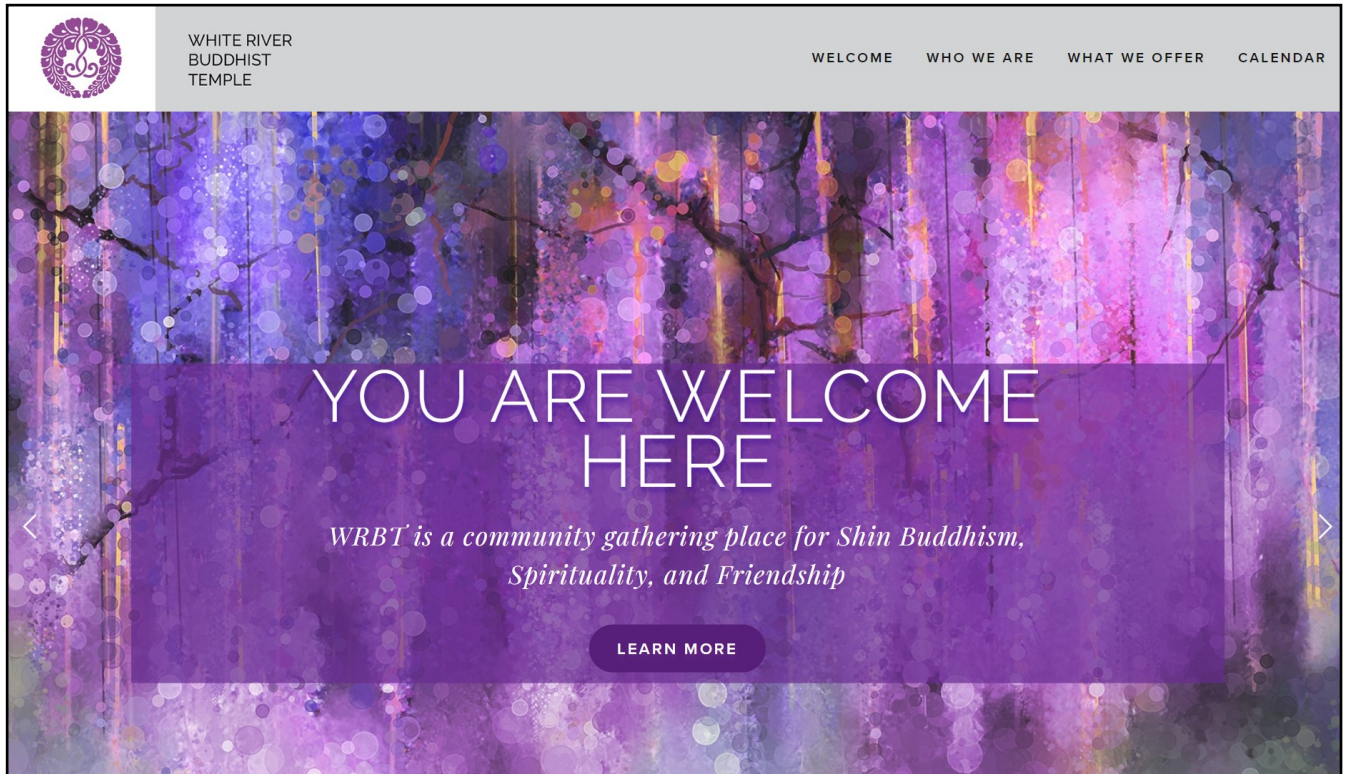 WHITE RIVER
BUDDHIST
TEMPLE
WELCOME WHO WE ARE WHAT WE OFFER CALENDAR
YOU ARE WELCOME
HERE
WRBT is a community gathering place for Shin Buddhism,
Spirituality, and Friendship
LEARN MORE